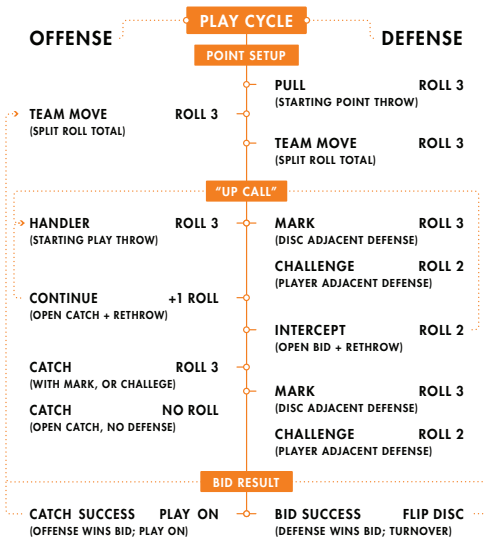 PLAY CYCLE
OFFENSE
DEFENSE
POINT SETUP
PULL ROLL 3
(STARTING POINT THROW)
TEAM MOVE ROLL 3
(SPLIT ROLL TOTAL)
TEAM MOVE ROLL 3
(SPLIT ROLL TOTAL)
“UP CALL”
HANDLER ROLL 3
(STARTING PLAY THROW)
MARK ROLL 3
(DISC ADJACENT DEFENSE)
CHALLENGE ROLL 2
(PLAYER ADJACENT DEFENSE)
CONTINUE +1 ROLL
(OPEN CATCH + RETHROW)
INTERCEPT ROLL 2
(OPEN BID + RETHROW)
CATCH ROLL 3
(WITH MARK, OR CHALLEGE)
CATCH NO ROLL
(OPEN CATCH, NO DEFENSE)
MARK ROLL 3
(DISC ADJACENT DEFENSE)
CHALLENGE ROLL 2
(PLAYER ADJACENT DEFENSE)
BID RESULT
CATCH SUCCESS PLAY ON
(OFFENSE WINS BID; PLAY ON)
BID SUCCESS FLIP DISC
(DEFENSE WINS BID; TURNOVER)